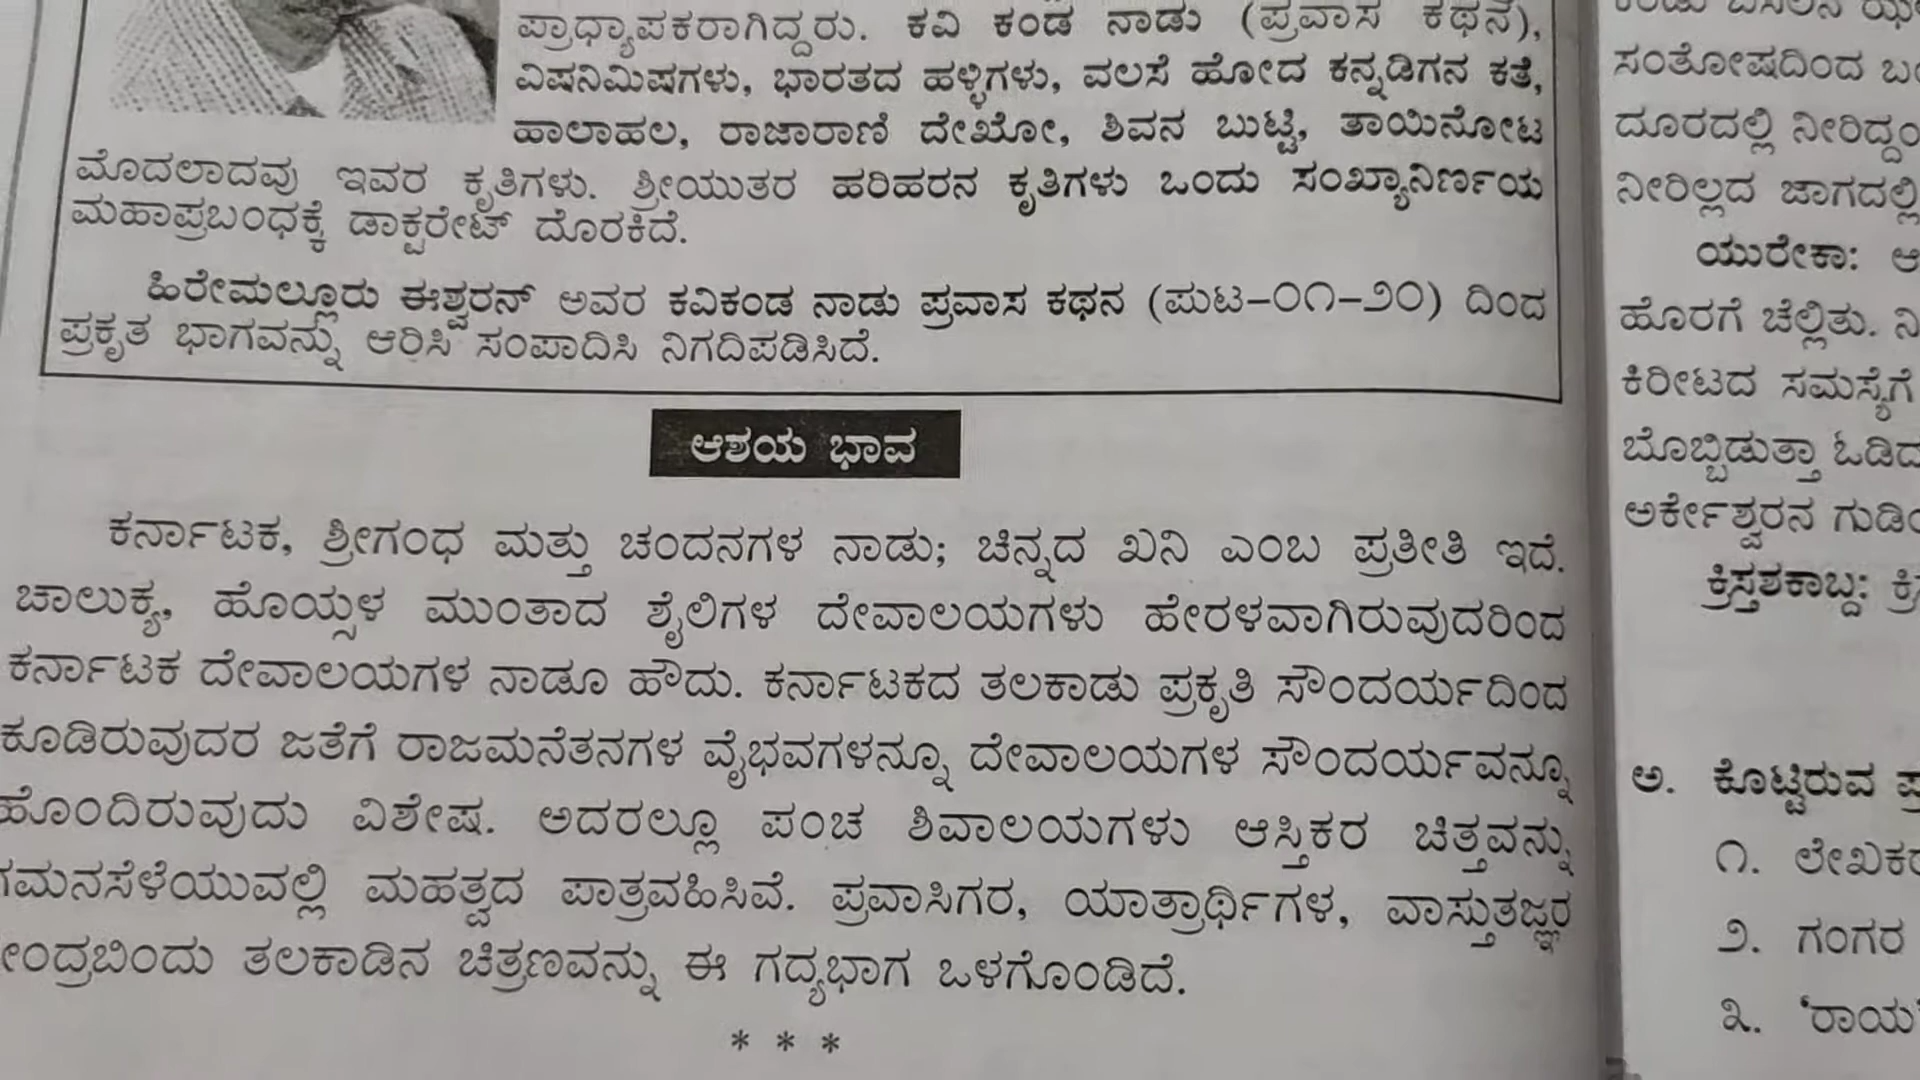 ಪ್ರಾಧ್ಯಾಪಕರಾಗಿದ್ದರು. ಕವಿ ಕಂಡ ನಾಡು (ಪ್ರವಾಸ ಕಥನ),
ವಿಷನಿಮಿಷಗಳು, ಭಾರತದ ಹಳ್ಳಿಗಳು, ವಲಸೆ ಹೋದ ಕನ್ನಡಿಗನ ಕತೆ,
ಹಾಲಾಹಲ, ರಾಜಾರಾಣಿ ದೇಖೋ, ಶಿವನ ಬುಟ್ಟಿ, ತಾಯಿನೋಟ
ಮೊದಲಾದವು ಇವರ ಕೃತಿಗಳು. ಶ್ರೀಯುತರ ಹರಿಹರನ ಕೃತಿಗಳು ಒಂದು ಸಂಖ್ಯಾನಿರ್ಣಯ
ಮಹಾಪ್ರಬಂಧಕ್ಕೆ ಡಾಕ್ಟರೇಟ್ ದೊರಕಿದೆ.
ಹಿರೇಮಲ್ಲೂರು ಈಶ್ವರನ್ ಅವರ ಕವಿಕಂಡ ನಾಡು ಪ್ರವಾಸ ಕಥನ (ಪುಟ-೦೧-೨೦) ದಿಂದ
ಪ್ರಕೃತ ಭಾಗವನ್ನು ಆರಿಸಿ ಸಂಪಾದಿಸಿ ನಿಗದಿಪಡಿಸಿದೆ.
ಆಶಯ ಭಾವ
ಕರ್ನಾಟಕ, ಶ್ರೀಗಂಧ ಮತ್ತು ಚಂದನಗಳ ನಾಡು; ಚಿನ್ನದ ಖನಿ ಎಂಬ ಪ್ರತೀತಿ ಇದೆ.
ಚಾಲುಕ್ಯ, ಹೊಯ್ಸಳ ಮುಂತಾದ ಶೈಲಿಗಳ ದೇವಾಲಯಗಳು ಹೇರಳವಾಗಿರುವುದರಿಂದ
ಕರ್ನಾಟಕ ದೇವಾಲಯಗಳ ನಾಡೂ ಹೌದು. ಕರ್ನಾಟಕದ ತಲಕಾಡು ಪ್ರಕೃತಿ ಸೌಂದರ್ಯದಿಂದ
ಕೂಡಿರುವುದರ ಜತೆಗೆ ರಾಜಮನೆತನಗಳ ವೈಭವಗಳನ್ನೂ ದೇವಾಲಯಗಳ ಸೌಂದರ್ಯವನ್ನೂ
ಹೊಂದಿರುವುದು ವಿಶೇಷ. ಅದರಲ್ಲೂ ಪಂಚ ಶಿವಾಲಯಗಳು ಆಸ್ತಿಕರ ಚಿತ್ತವನ್ನು
ಗಮನಸೆಳೆಯುವಲ್ಲಿ ಮಹತ್ವದ ಪಾತ್ರವಹಿಸಿವೆ. ಪ್ರವಾಸಿಗರ, ಯಾತ್ರಾರ್ಥಿಗಳ, ವಾಸ್ತುತಜ್ಞರ
ತಲಕಾಡಿನ ಚಿತ್ರಣವನ್ನು ಈ ಗದ್ಯಭಾಗ ಒಳಗೊಂಡಿದೆ.
* * *
ಸಂತೋಷದಿಂದ
ದೂರದಲ್ಲಿ
ನೀರಿಲ್ಲದ ಜಾಗದಲ್ಲಿ
ಯುರೇಕಾ:
ಹೊರಗೆ ಚೆಲ್ಲಿತು.
ಕಿರೀಟದ ಸಮಸ್ಯೆಗೆ
ಬೊಬ್ಬಿಡುತ್ತಾ
ಅರ್ಕೇಶ್ವರನ
ಕ್ರಿಸ್ತಶಕಾಬ್ದ:
ಅ. ಕೊಟ್ಟಿರುವ
೧.
೨. ಗಂಗರ
೩.